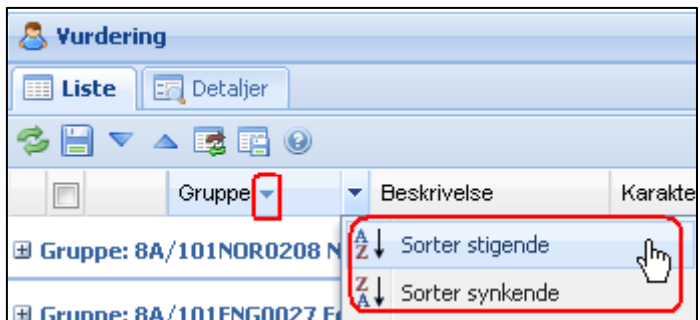 Vurdering
Liste Detaljer
Gruppe Beskrivelse Karakte
Gruppe: 8A/101NOR0208 N
Sorter stigende
Sorter synkende
Gruppe: 8A/101ENG0027